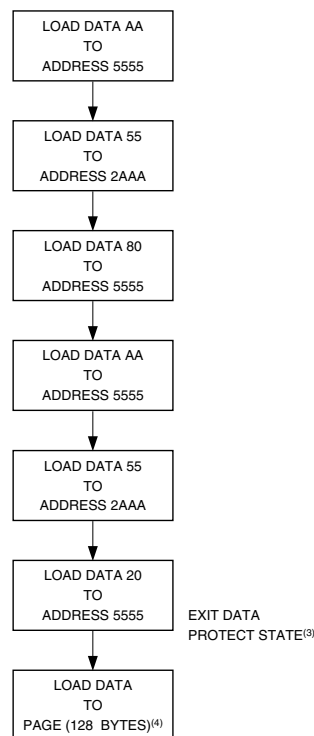 LOAD DATA AA
TO
ADDRESS 5555
LOAD DATA 55
TO
ADDRESS 2AAA
LOAD DATA 80
TO
ADDRESS 5555
LOAD DATA AA
TO
ADDRESS 5555
LOAD DATA 55
TO
ADDRESS 2AAA
LOAD DATA 20
TO
ADDRESS 5555
EXIT DATA
PROTECT STATE(3)
LOAD DATA
TO
PAGE (128 BYTES)(4)